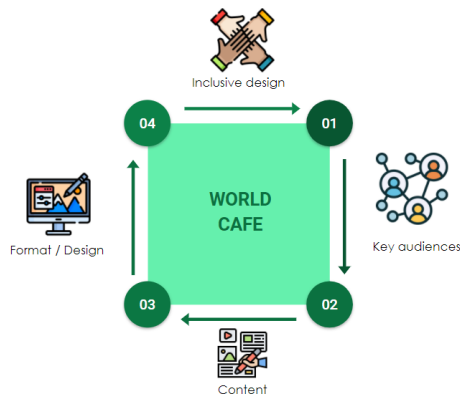 Inclusive design
04
01
WORLD
CAFE
Format / Design
Key audiences
03
02
Content